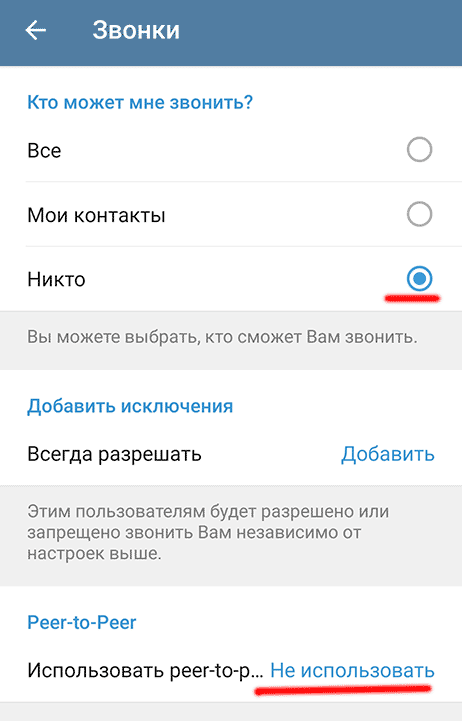 Звонки
Кто может мне звонить?
Все
Мои контакты
Никто
Вы можете выбрать, кто сможет Вам звонить.
Добавить исключения
Всегда разрешать Добавить
Этим пользователям будет разрешено или
запрещено звонить Вам независимо от
настроек выше.
Peer-to-Peer
Использовать peer-to-p... Не использовать